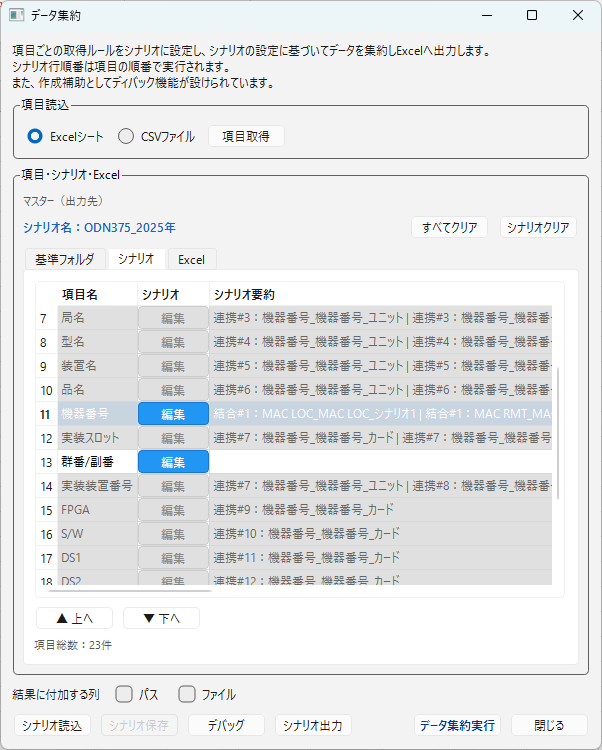 データ集約
項目ごとの取得ルールをシナリオに設定し、シナリオの設定に基づいてデータを集約しExcelへ出力します。
シナリオ行順番は項目の順番で実行されます。
また、作成補助としてディバック機能が設けられています。
項目読込
Excelシート CSVファイル 項目取得
項目・シナリオ・Excel
マスター（出力先）
シナリオ名：ODN375_2025年 すべてクリア シナリオクリア
基準フォルダ シナリオ Excel
項目名 シナリオ シナリオ要約
7 局名 編集 連携#3：機器番号_機器番号_ユニット | 連携#3：機器番号_機器番号
8 型名 編集 連携#4：機器番号_機器番号_ユニット | 連携#4：機器番号_機器番号
9 装置名 編集 連携#5：機器番号_機器番号_ユニット | 連携#5：機器番号_機器番号
10 品名 編集 連携#6：機器番号_機器番号_ユニット | 連携#6：機器番号_機器番号
11 機器番号 編集 結合#1：MAC LOC_MAC LOC_シナリオ1 | 結合#1：MAC RMT_MA
12 実装スロット 編集 連携#7：機器番号_機器番号_カード | 連携#7：機器番号_機器番号_
13 群番/副番 編集
14 実装装置番号 編集 連携#7：機器番号_機器番号_ユニット | 連携#8：機器番号_機器番号
15 FPGA 編集 連携#9：機器番号_機器番号_カード
16 S/W 編集 連携#10：機器番号_機器番号_カード
17 DS1 編集 連携#11：機器番号_機器番号_カード
18 DS2 編集 連携#12：機器番号_機器番号_カード
▲ 上へ ▼ 下へ
項目総数：23件
結果に付加する列 パス ファイル
シナリオ読込 シナリオ保存 デバッグ シナリオ出力 データ集約実行 閉じる